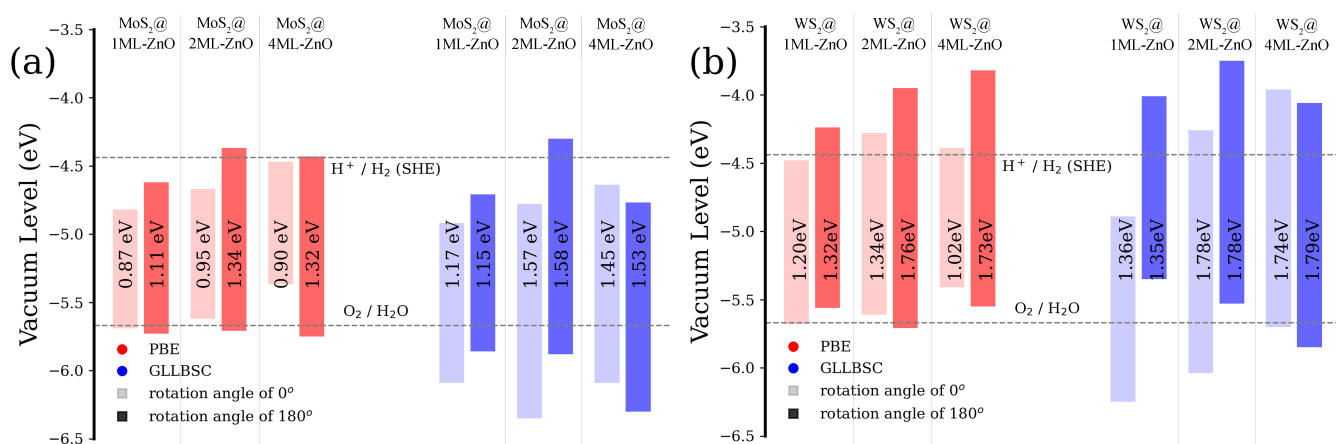 (a)
Vacuum Level (eV)
−3.5
−4.0
−4.5
−5.0
−5.5
−6.0
−6.5
MoS₂@
1ML-ZnO
MoS₂@
2ML-ZnO
MoS₂@
4ML-ZnO
MoS₂@
1ML-ZnO
MoS₂@
2ML-ZnO
MoS₂@
4ML-ZnO
H⁺ / H₂ (SHE)
O₂ / H₂O
0.87 eV
1.11 eV
0.95 eV
1.34 eV
0.90 eV
1.32 eV
1.17 eV
1.15 eV
1.57 eV
1.58 eV
1.45 eV
1.53 eV
PBE
GLLBSC
rotation angle of 0ᵒ
rotation angle of 180ᵒ
(b)
Vacuum Level (eV)
−3.5
−4.0
−4.5
−5.0
−5.5
−6.0
−6.5
WS₂@
1ML-ZnO
WS₂@
2ML-ZnO
WS₂@
4ML-ZnO
WS₂@
1ML-ZnO
WS₂@
2ML-ZnO
WS₂@
4ML-ZnO
H⁺ / H₂ (SHE)
O₂ / H₂O
1.20eV
1.32eV
1.34eV
1.76eV
1.02eV
1.73eV
1.36eV
1.35eV
1.78eV
1.78eV
1.74eV
1.79eV
PBE
GLLBSC
rotation angle of 0ᵒ
rotation angle of 180ᵒ